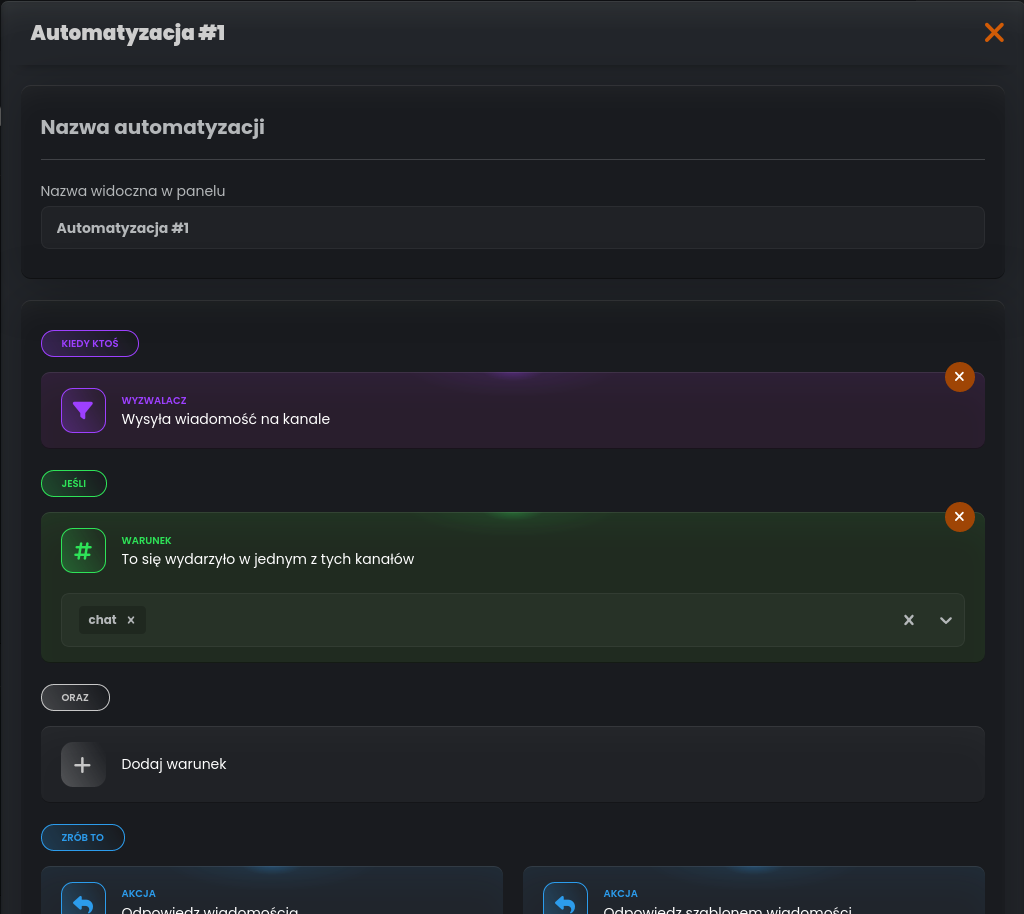 Automatyzacja #1
Nazwa automatyzacji
Nazwa widoczna w panelu
Automatyzacja #1
KIEDY KTOŚ
WYZWALACZ
Wysyła wiadomość na kanale
JEŚLI
WARUNEK
To się wydarzyło w jednym z tych kanałów
chat
ORAZ
Dodaj warunek
ZRÓB TO
AKCJA
Odpowiedz wiadomością
AKCJA
Odpowiedz szablonem wiadomości